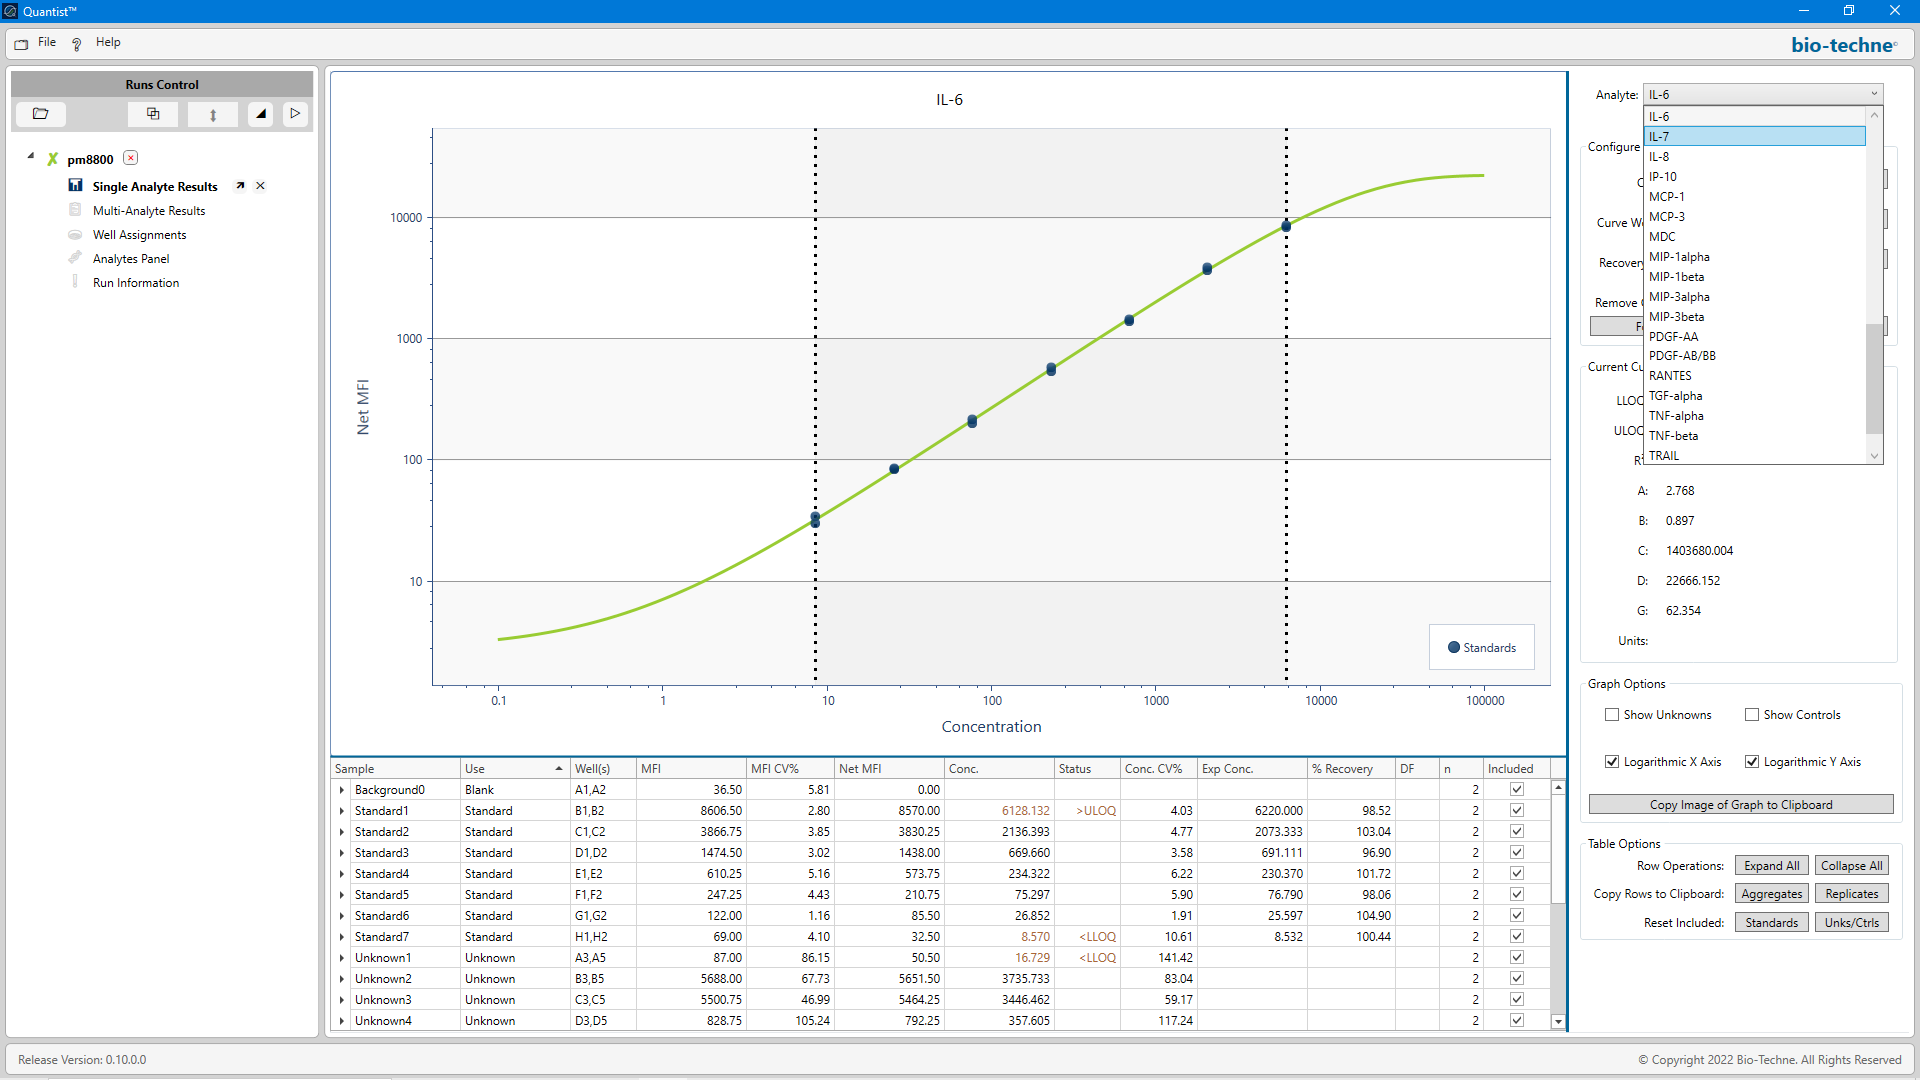 Quantist™
File Help
bio-techne
Runs Control
pm8800
Single Analyte Results
Multi-Analyte Results
Well Assignments
Analytes Panel
Run Information
IL-6
10000
1000
100
10
Net MFI
0.1 1 10 100 1000 10000 100000
Concentration
Standards
Sample Use Well(s) MFI MFI CV% Net MFI Conc. Status Conc. CV% Exp Conc. % Recovery DF n Included
Background0 Blank A1,A2 36.50 5.81 0.00 2
Standard1 Standard B1,B2 8606.50 2.80 8570.00 6128.132 >ULOQ 4.03 6220.000 98.52 2
Standard2 Standard C1,C2 3866.75 3.85 3830.25 2136.393 4.77 2073.333 103.04 2
Standard3 Standard D1,D2 1474.50 3.02 1438.00 669.660 3.58 691.111 96.90 2
Standard4 Standard E1,E2 610.25 5.16 573.75 234.322 6.22 230.370 101.72 2
Standard5 Standard F1,F2 247.25 4.43 210.75 75.297 5.90 76.790 98.06 2
Standard6 Standard G1,G2 122.00 1.16 85.50 26.852 1.91 25.597 104.90 2
Standard7 Standard H1,H2 69.00 4.10 32.50 8.570 <LLOQ 10.61 8.532 100.44 2
Unknown1 Unknown A3,A5 87.00 86.15 50.50 16.729 <LLOQ 141.42 2
Unknown2 Unknown B3,B5 5688.00 67.73 5651.50 3735.733 83.04 2
Unknown3 Unknown C3,C5 5500.75 46.99 5464.25 3446.462 59.17 2
Unknown4 Unknown D3,D5 828.75 105.24 792.25 357.605 117.24 2
Analyte: IL-6
IL-6
IL-7
IL-8
IP-10
MCP-1
MCP-3
MDC
MIP-1alpha
MIP-1beta
MIP-3alpha
MIP-3beta
PDGF-AA
PDGF-AB/BB
RANTES
TGF-alpha
TNF-alpha
TNF-beta
TRAIL
Configure
Curve
Recovery
Remove
Current
A: 2.768
B: 0.897
C: 1403680.004
D: 22666.152
G: 62.354
Units:
Graph Options
Show Unknowns Show Controls
Logarithmic X Axis Logarithmic Y Axis
Copy Image of Graph to Clipboard
Table Options
Row Operations: Expand All Collapse All
Copy Rows to Clipboard: Aggregates Replicates
Reset Included: Standards Unks/Ctrls
Release Version: 0.10.0.0
© Copyright 2022 Bio-Techne. All Rights Reserved